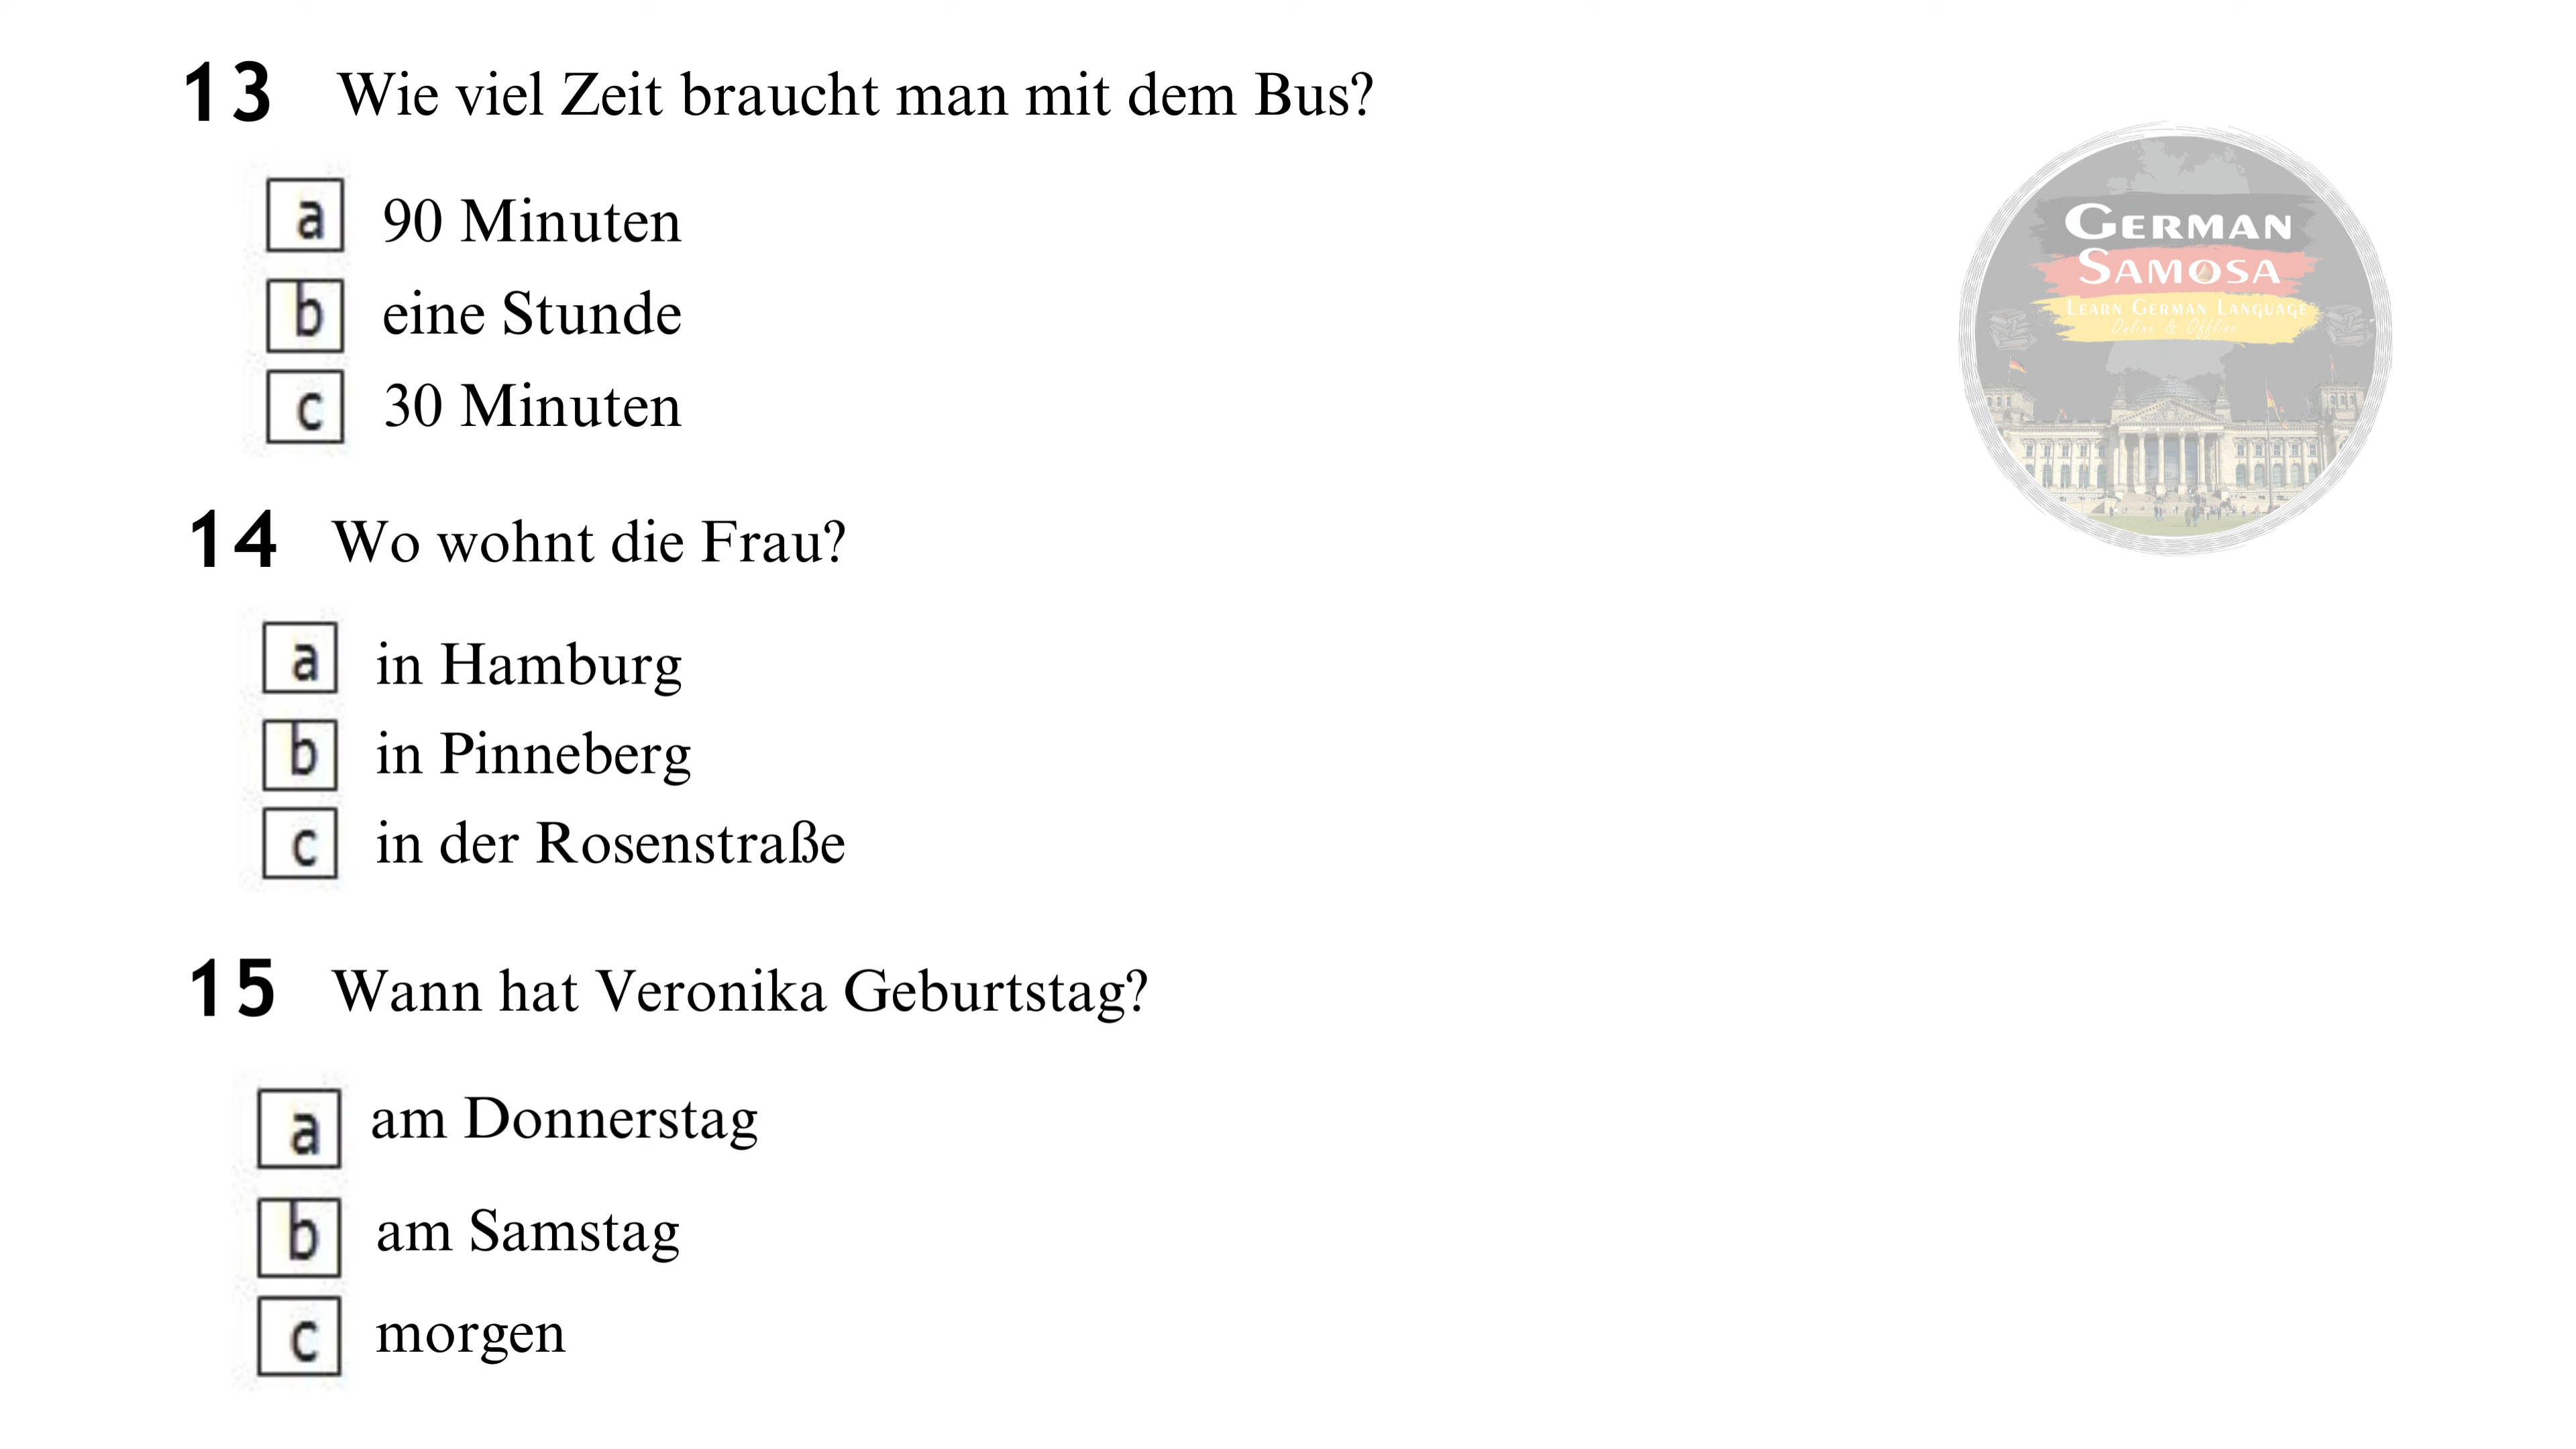 13 Wie viel Zeit braucht man mit dem Bus?
a 90 Minuten
b eine Stunde
c 30 Minuten
GERMAN
SAMOSA
LEARN GERMAN LANGUAGE
Online & Offline
14 Wo wohnt die Frau?
a in Hamburg
b in Pinneberg
c in der Rosenstraße
15 Wann hat Veronika Geburtstag?
a am Donnerstag
b am Samstag
c morgen